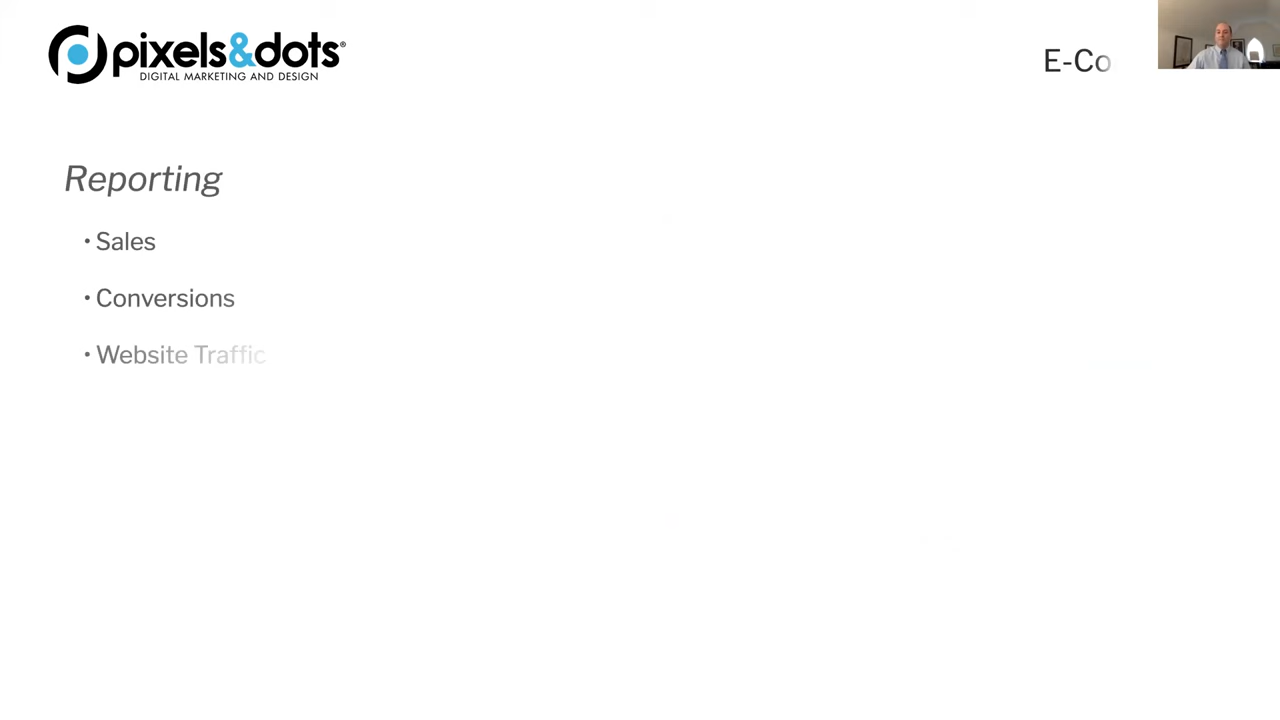 pixels&dots®
DIGITAL MARKETING AND DESIGN
E-Co
Reporting
• Sales
• Conversions
• Website Traffic